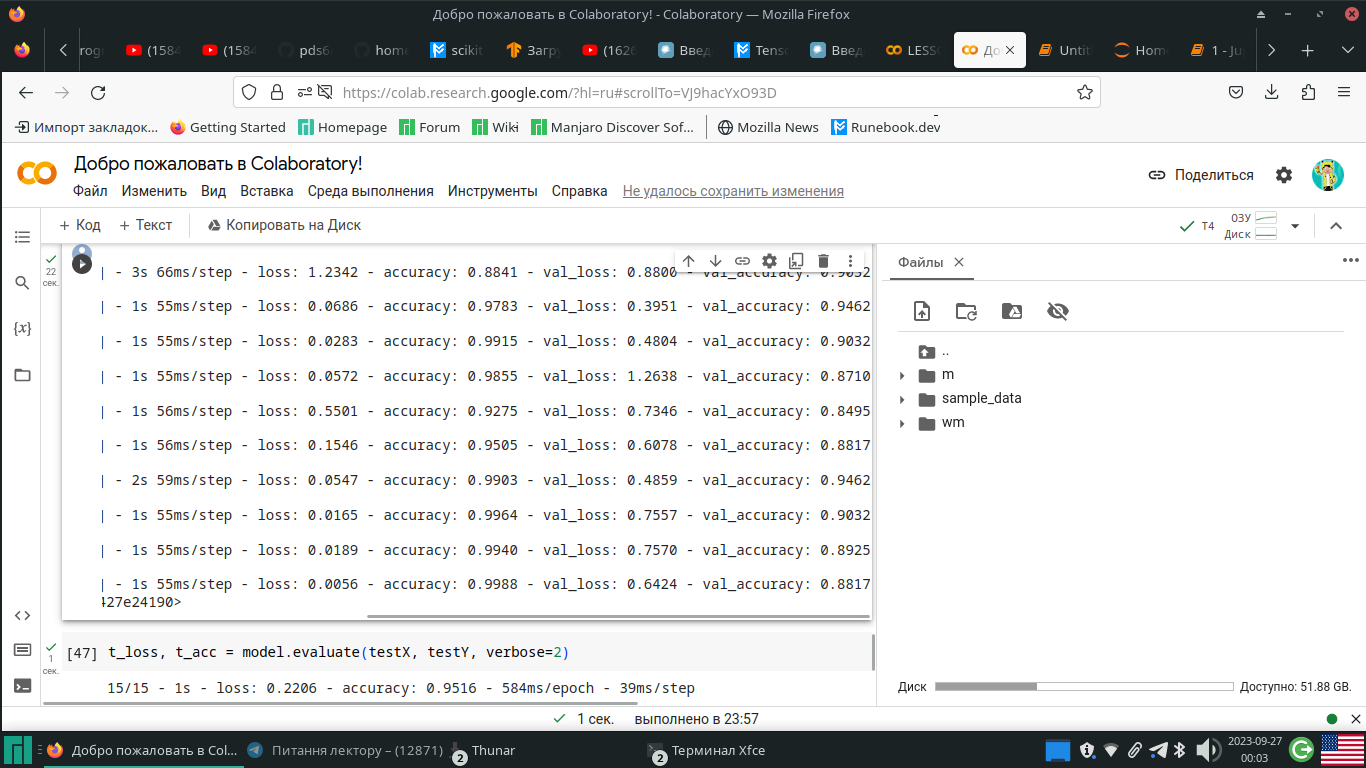 Добро пожаловать в Colaboratory! - Colaboratory — Mozilla Firefox
(1584
(1584
pds6
home
scikit
Загру
(1626
Введ
Tenso
Введ
LESSO
До
Untit
Home
1 - Ju
https://colab.research.google.com/?hl=ru#scrollTo=VJ9hacYxO93D
Импорт закладок... Getting Started Homepage Forum Wiki Manjaro Discover Sof... Mozilla News Runebook.dev
Добро пожаловать в Colaboratory!
Файл Изменить Вид Вставка Среда выполнения Инструменты Справка Не удалось сохранить изменения
Поделиться
+ Код + Текст Копировать на Диск
T4 ОЗУ
Диск
22
сек.
| - 3s 66ms/step - loss: 1.2342 - accuracy: 0.8841 - val_loss: 0.8800 - val_accuracy: 0.9032
| - 1s 55ms/step - loss: 0.0686 - accuracy: 0.9783 - val_loss: 0.3951 - val_accuracy: 0.9462
| - 1s 55ms/step - loss: 0.0283 - accuracy: 0.9915 - val_loss: 0.4804 - val_accuracy: 0.9032
| - 1s 55ms/step - loss: 0.0572 - accuracy: 0.9855 - val_loss: 1.2638 - val_accuracy: 0.8710
| - 1s 56ms/step - loss: 0.5501 - accuracy: 0.9275 - val_loss: 0.7346 - val_accuracy: 0.8495
| - 1s 56ms/step - loss: 0.1546 - accuracy: 0.9505 - val_loss: 0.6078 - val_accuracy: 0.8817
| - 2s 59ms/step - loss: 0.0547 - accuracy: 0.9903 - val_loss: 0.4859 - val_accuracy: 0.9462
| - 1s 55ms/step - loss: 0.0165 - accuracy: 0.9964 - val_loss: 0.7557 - val_accuracy: 0.9032
| - 1s 55ms/step - loss: 0.0189 - accuracy: 0.9940 - val_loss: 0.7570 - val_accuracy: 0.8925
| - 1s 55ms/step - loss: 0.0056 - accuracy: 0.9988 - val_loss: 0.6424 - val_accuracy: 0.8817
427e24190>
1
сек.
[47] t_loss, t_acc = model.evaluate(testX, testY, verbose=2)
15/15 - 1s - loss: 0.2206 - accuracy: 0.9516 - 584ms/epoch - 39ms/step
Файлы
..
m
sample_data
wm
Диск Доступно: 51.88 GB.
1 сек. выполнено в 23:57
Добро пожаловать в Col... Питання лектору – (12871) 2 Thunar 2 Терминал Xfce
2023-09-27
00:03